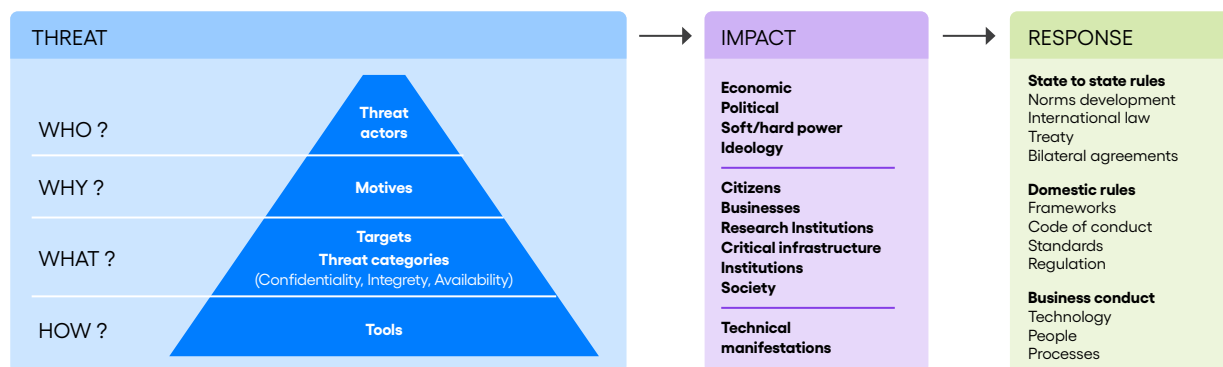 THREAT
WHO ?
Threat
actors
WHY ?
Motives
WHAT ?
Targets
Threat categories
(Confidentiality, Integrety, Availability)
HOW ?
Tools
IMPACT
Economic
Political
Soft/hard power
Ideology
Citizens
Businesses
Research Institutions
Critical infrastructure
Institutions
Society
Technical
manifestations
RESPONSE
State to state rules
Norms development
International law
Treaty
Bilateral agreements
Domestic rules
Frameworks
Code of conduct
Standards
Regulation
Business conduct
Technology
People
Processes